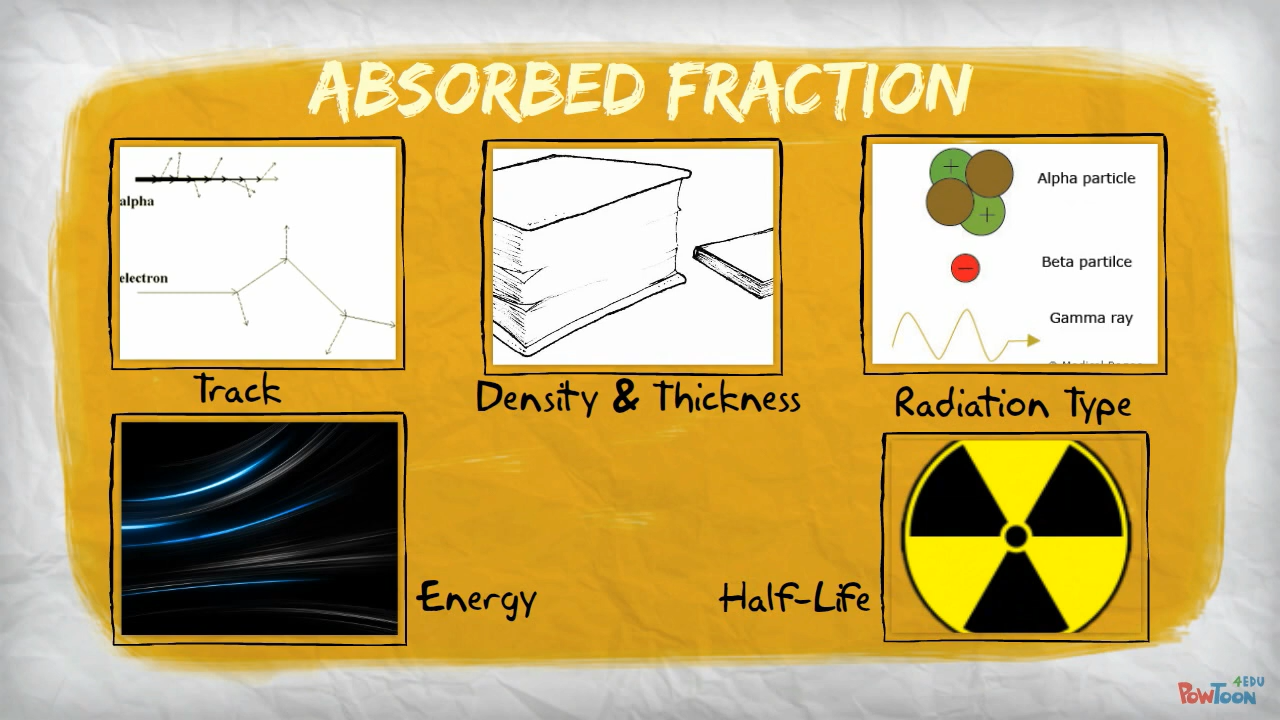 ABSORBED FRACTION
alpha
electron
Track
Density & Thickness
+
+
−
Alpha particle
Beta partilce
Gamma ray
Radiation Type
Energy
Half-Life
POWTOON
4EDU